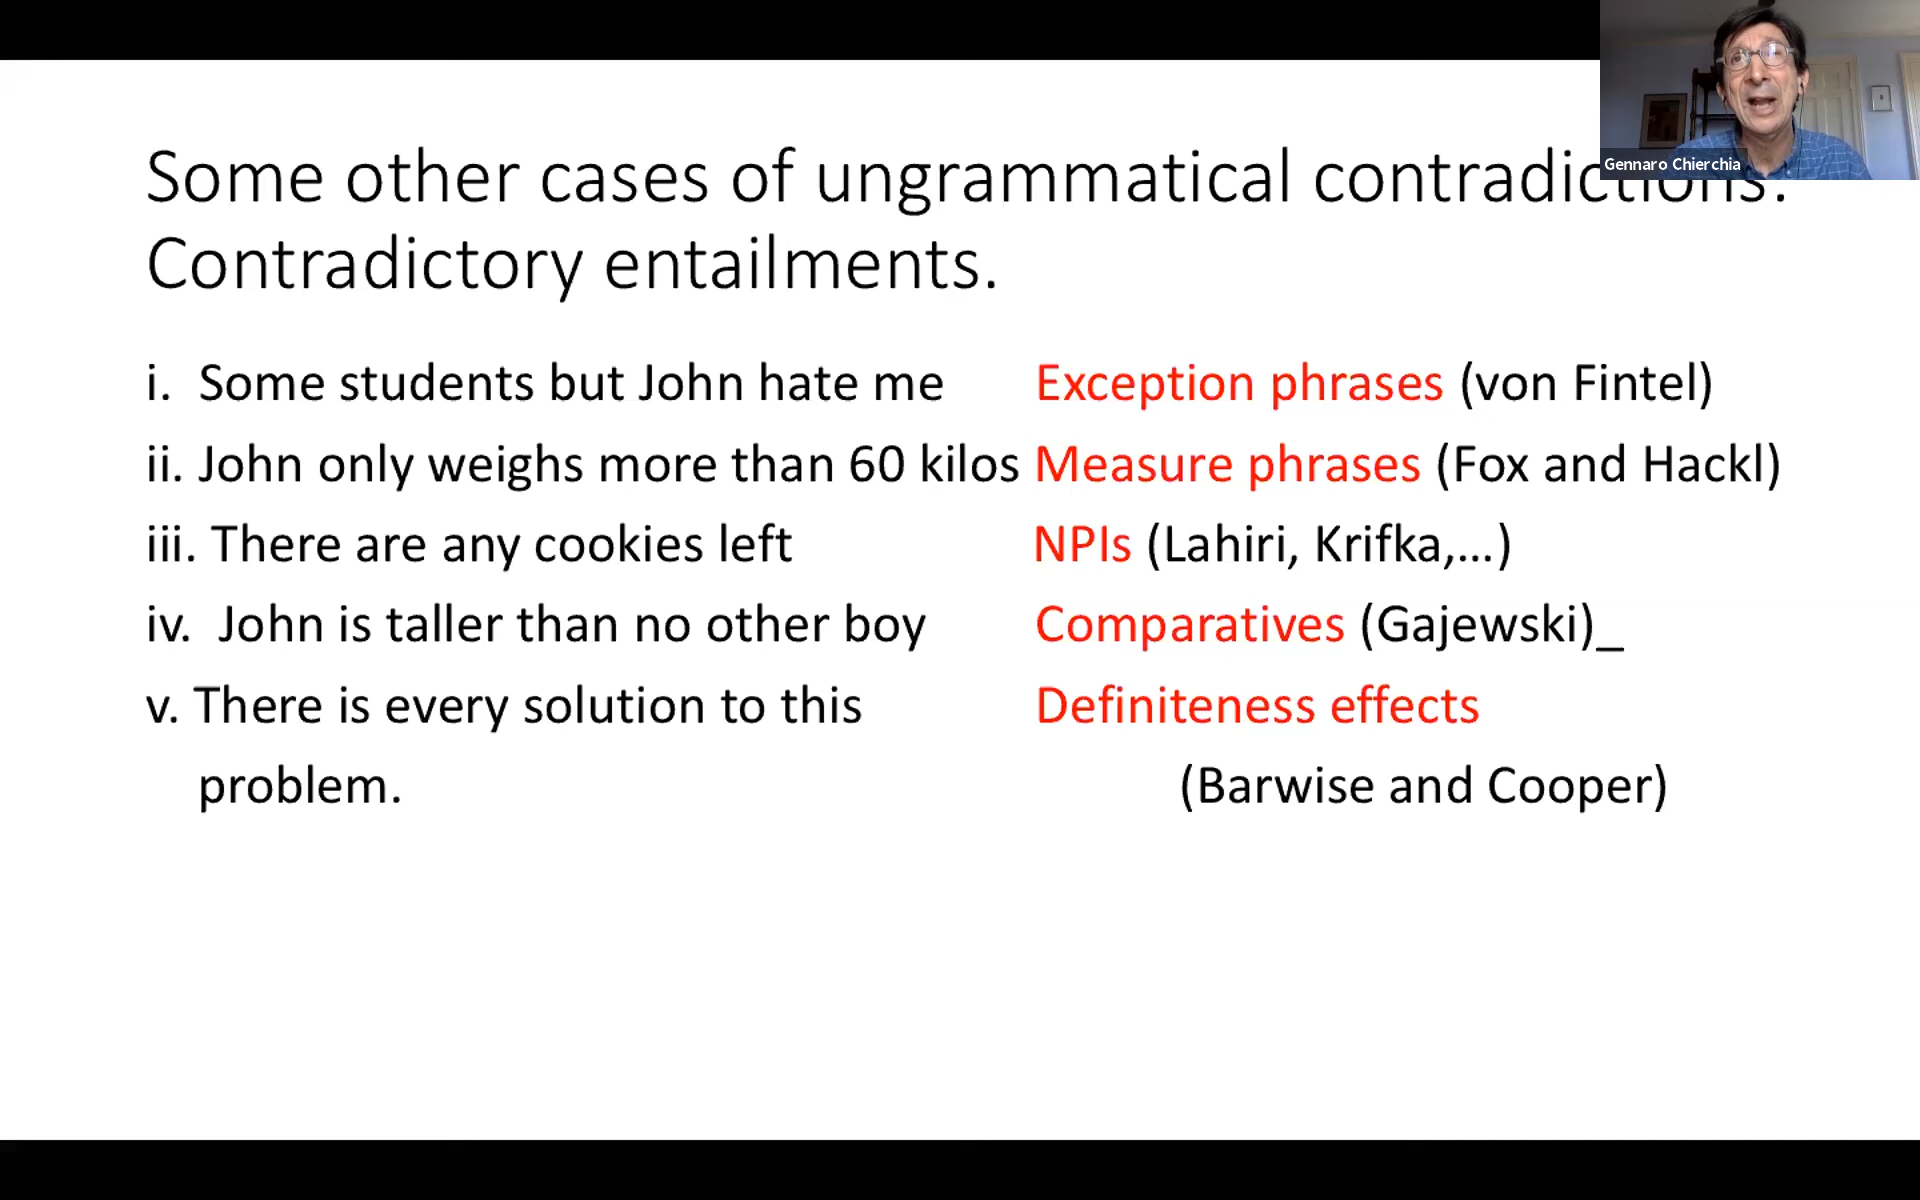 Gennaro Chierchia
Some other cases of ungrammatical contradictions.
Contradictory entailments.
i. Some students but John hate me Exception phrases (von Fintel)
ii. John only weighs more than 60 kilos Measure phrases (Fox and Hackl)
iii. There are any cookies left NPIs (Lahiri, Krifka,...)
iv. John is taller than no other boy Comparatives (Gajewski)_
v. There is every solution to this Definiteness effects
problem. (Barwise and Cooper)